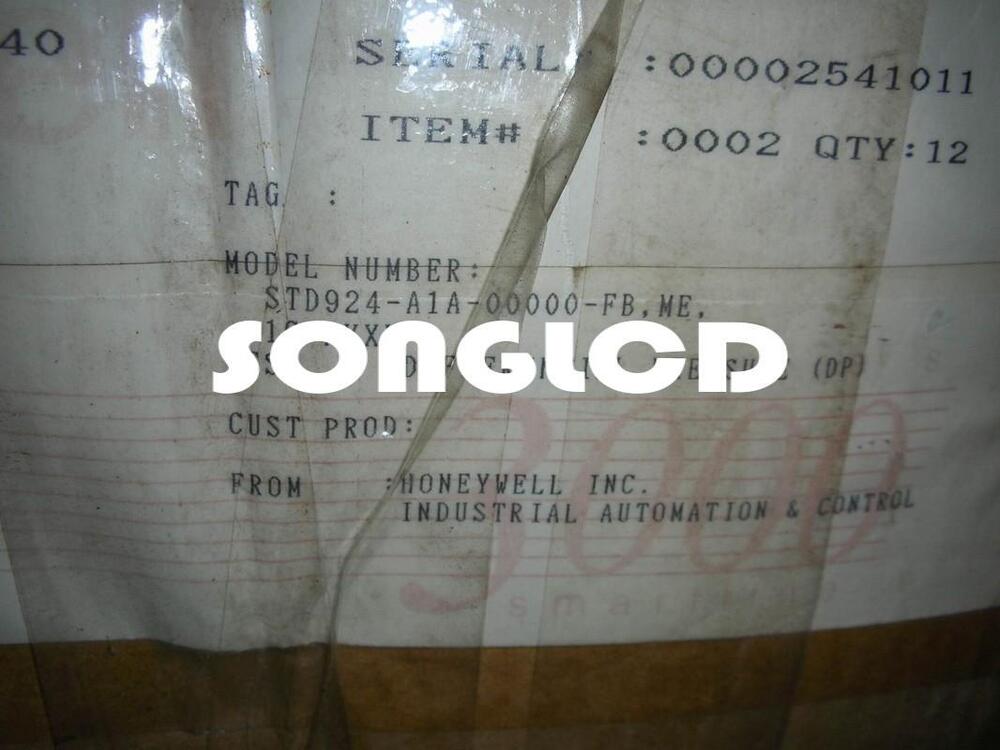 40
SERIAL :00002541011
ITEM# :0002 QTY:12
TAG :
MODEL NUMBER:
STD924-A1A-00000-FB,ME,
SONGLCD
(DP)
CUST PROD:
FROM :HONEYWELL INC.
INDUSTRIAL AUTOMATION & CONTROL
3000